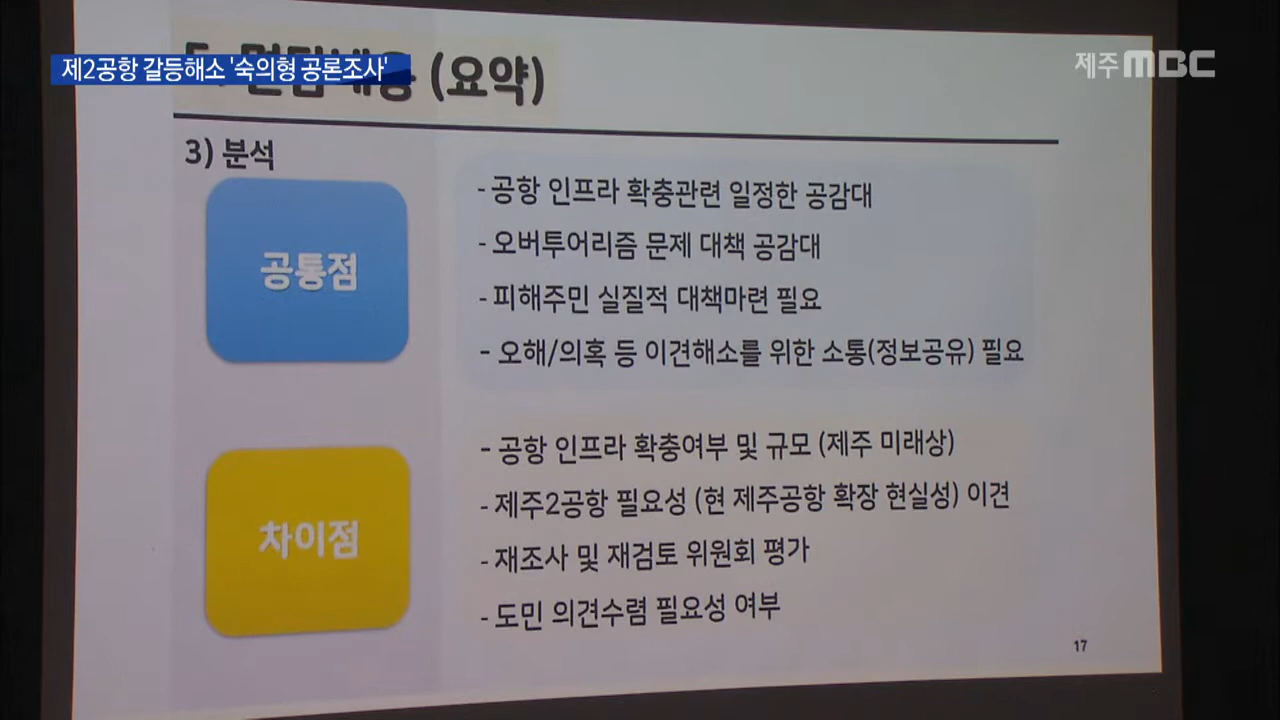 제2공항 갈등해소 '숙의형 공론조사'
제주MBC
(요약)
3) 분석
공통점
- 공항 인프라 확충관련 일정한 공감대
- 오버투어리즘 문제 대책 공감대
- 피해주민 실질적 대책마련 필요
- 오해/의혹 등 이견해소를 위한 소통(정보공유) 필요
차이점
- 공항 인프라 확충여부 및 규모 (제주 미래상)
- 제주2공항 필요성 (현 제주공항 확장 현실성) 이견
- 재조사 및 재검토 위원회 평가
- 도민 의견수렴 필요성 여부
17